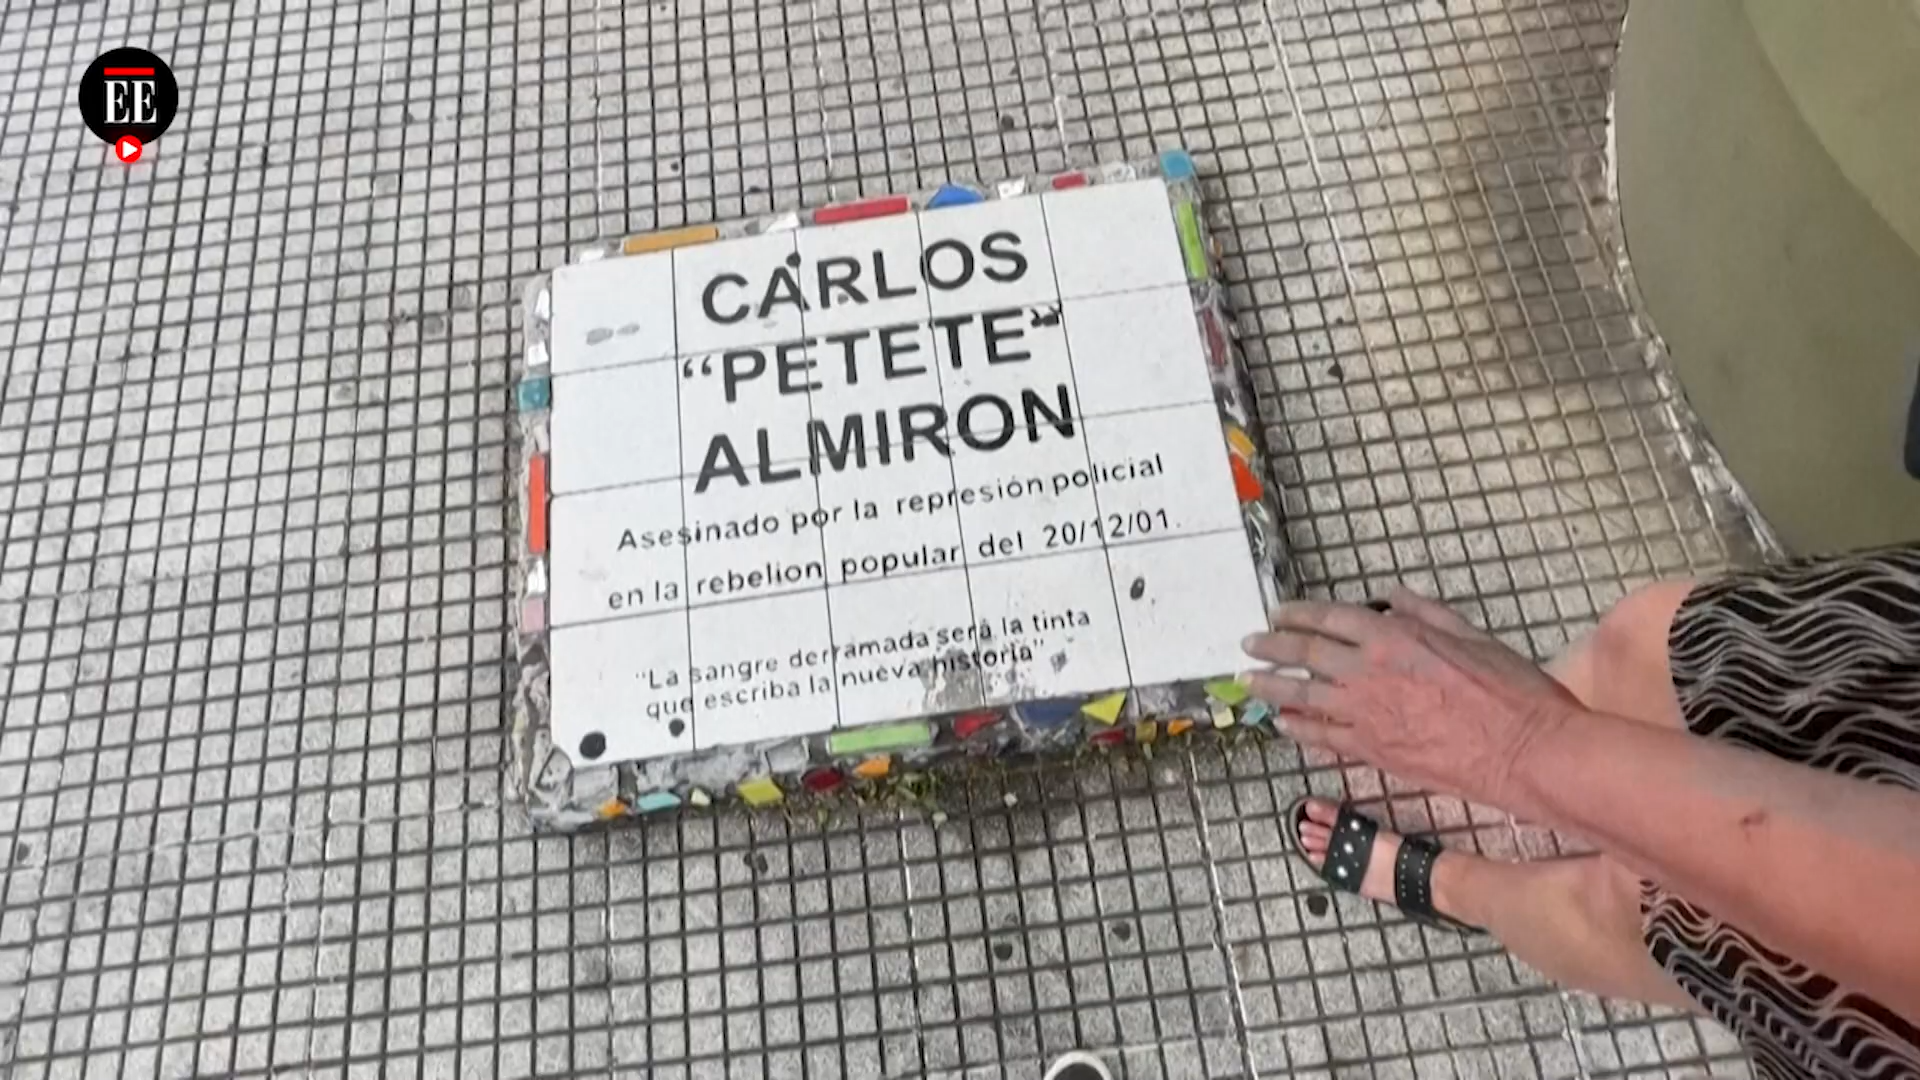 EE
CARLOS
“PETETE”
ALMIRON
Asesinado por la represión policial
en la rebelion popular del 20/12/01.
“La sangre derramada será la tinta
que escriba la nueva historia”